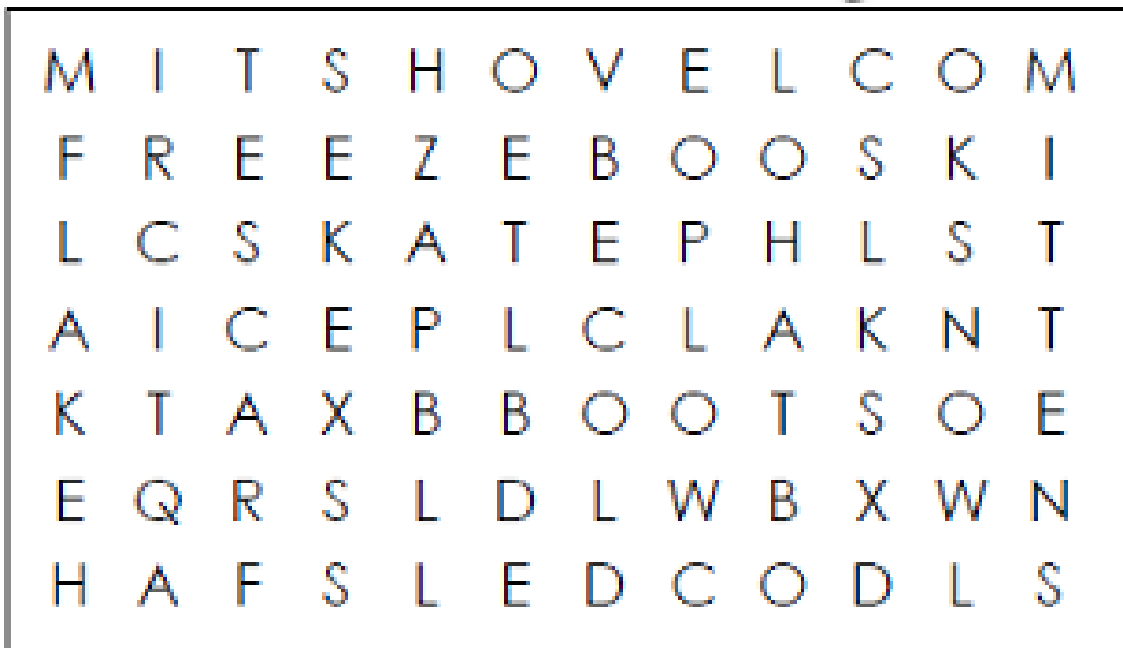 M I T S H O V E L C O M
F R E E Z E B O O S K I
L C S K A T E P H L S T
A I C E P L C L A K N T
K T A X B B O O T S O E
E Q R S L D L W B X W N
H A F S L E D C O D L S